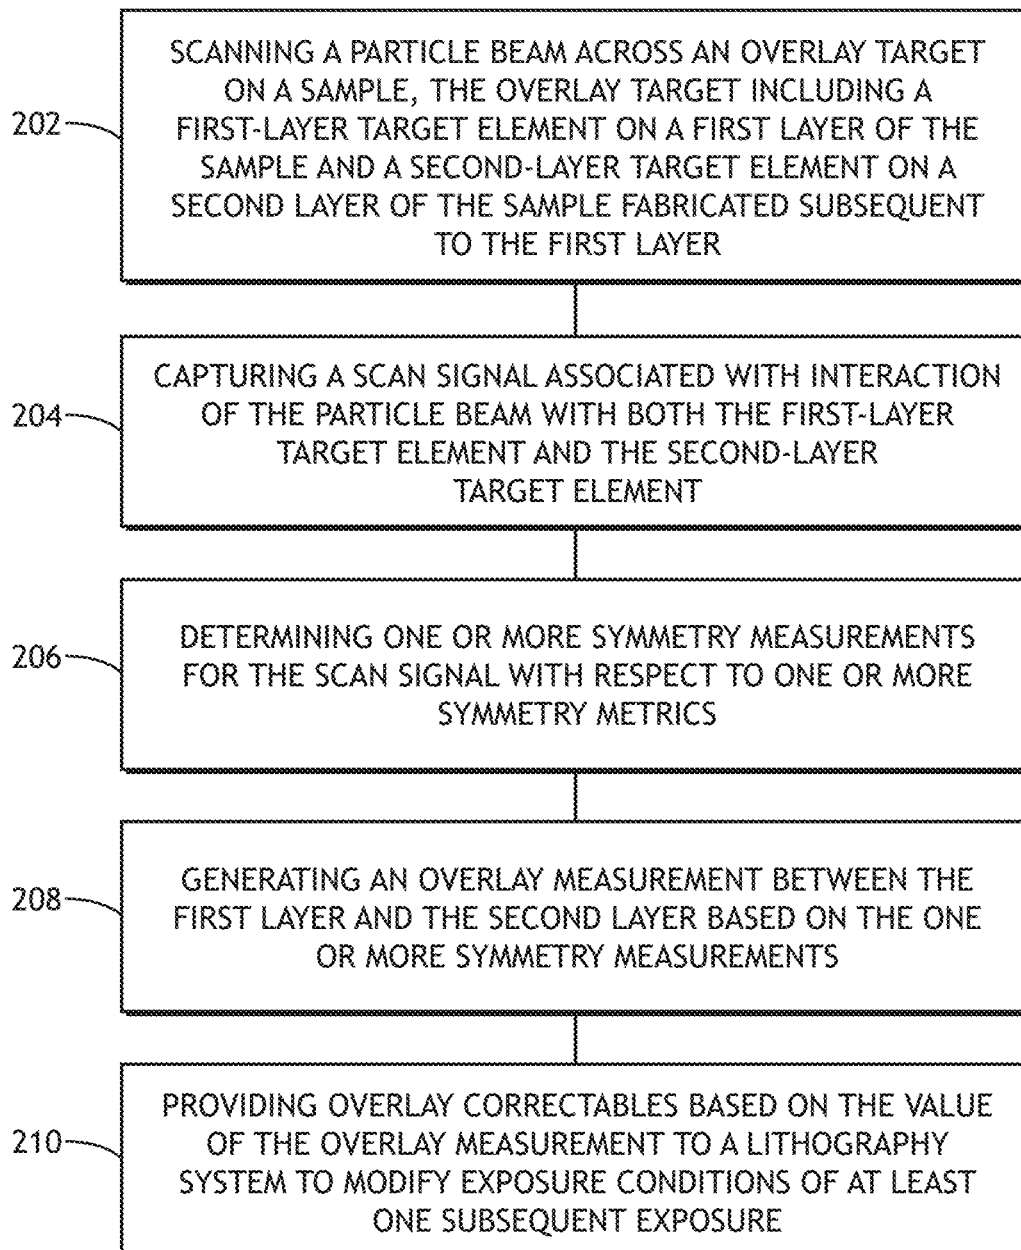 202
SCANNING A PARTICLE BEAM ACROSS AN OVERLAY TARGET
ON A SAMPLE, THE OVERLAY TARGET INCLUDING A
FIRST-LAYER TARGET ELEMENT ON A FIRST LAYER OF THE
SAMPLE AND A SECOND-LAYER TARGET ELEMENT ON A
SECOND LAYER OF THE SAMPLE FABRICATED SUBSEQUENT
TO THE FIRST LAYER
204
CAPTURING A SCAN SIGNAL ASSOCIATED WITH INTERACTION
OF THE PARTICLE BEAM WITH BOTH THE FIRST-LAYER
TARGET ELEMENT AND THE SECOND-LAYER
TARGET ELEMENT
206
DETERMINING ONE OR MORE SYMMETRY MEASUREMENTS
FOR THE SCAN SIGNAL WITH RESPECT TO ONE OR MORE
SYMMETRY METRICS
208
GENERATING AN OVERLAY MEASUREMENT BETWEEN THE
FIRST LAYER AND THE SECOND LAYER BASED ON THE ONE
OR MORE SYMMETRY MEASUREMENTS
210
PROVIDING OVERLAY CORRECTABLES BASED ON THE VALUE
OF THE OVERLAY MEASUREMENT TO A LITHOGRAPHY
SYSTEM TO MODIFY EXPOSURE CONDITIONS OF AT LEAST
ONE SUBSEQUENT EXPOSURE